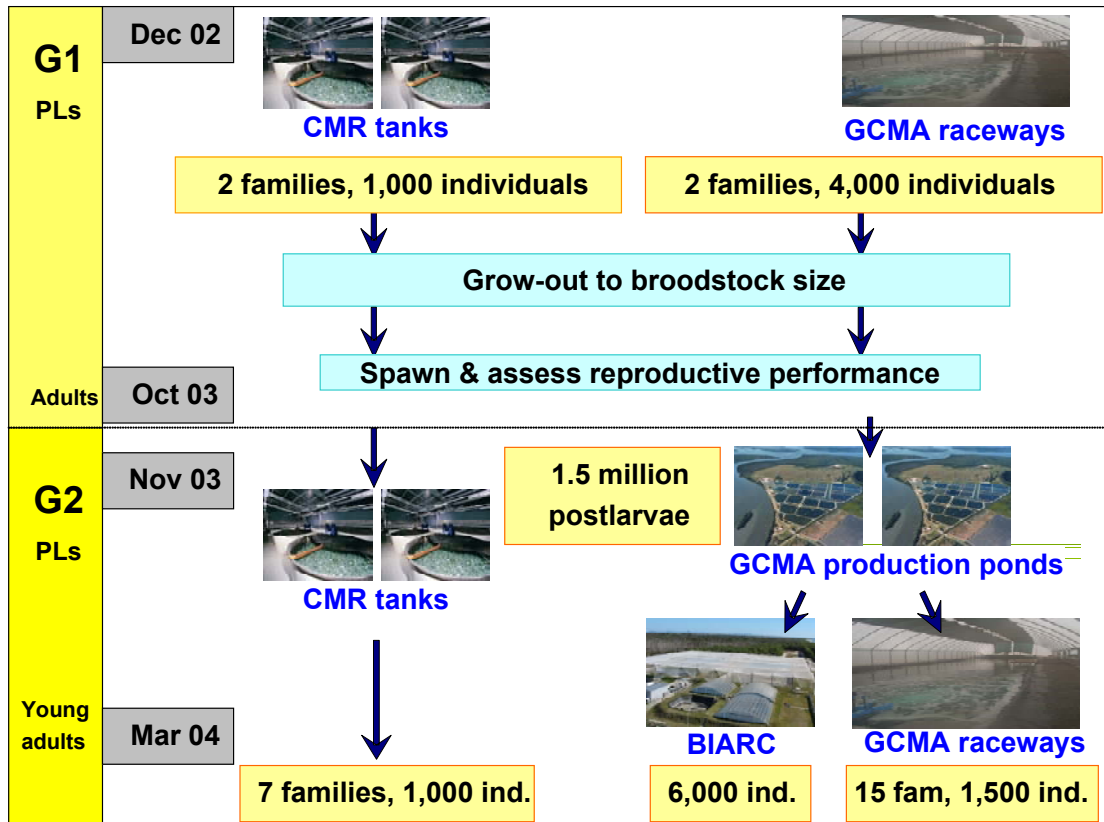 G1
PLs
Dec 02
CMR tanks
GCMA raceways
2 families, 1,000 individuals
2 families, 4,000 individuals
Grow-out to broodstock size
Spawn & assess reproductive performance
Adults
Oct 03
G2
PLs
Nov 03
1.5 million
postlarvae
CMR tanks
GCMA production ponds
Young
adults
Mar 04
BIARC
GCMA raceways
7 families, 1,000 ind.
6,000 ind.
15 fam, 1,500 ind.